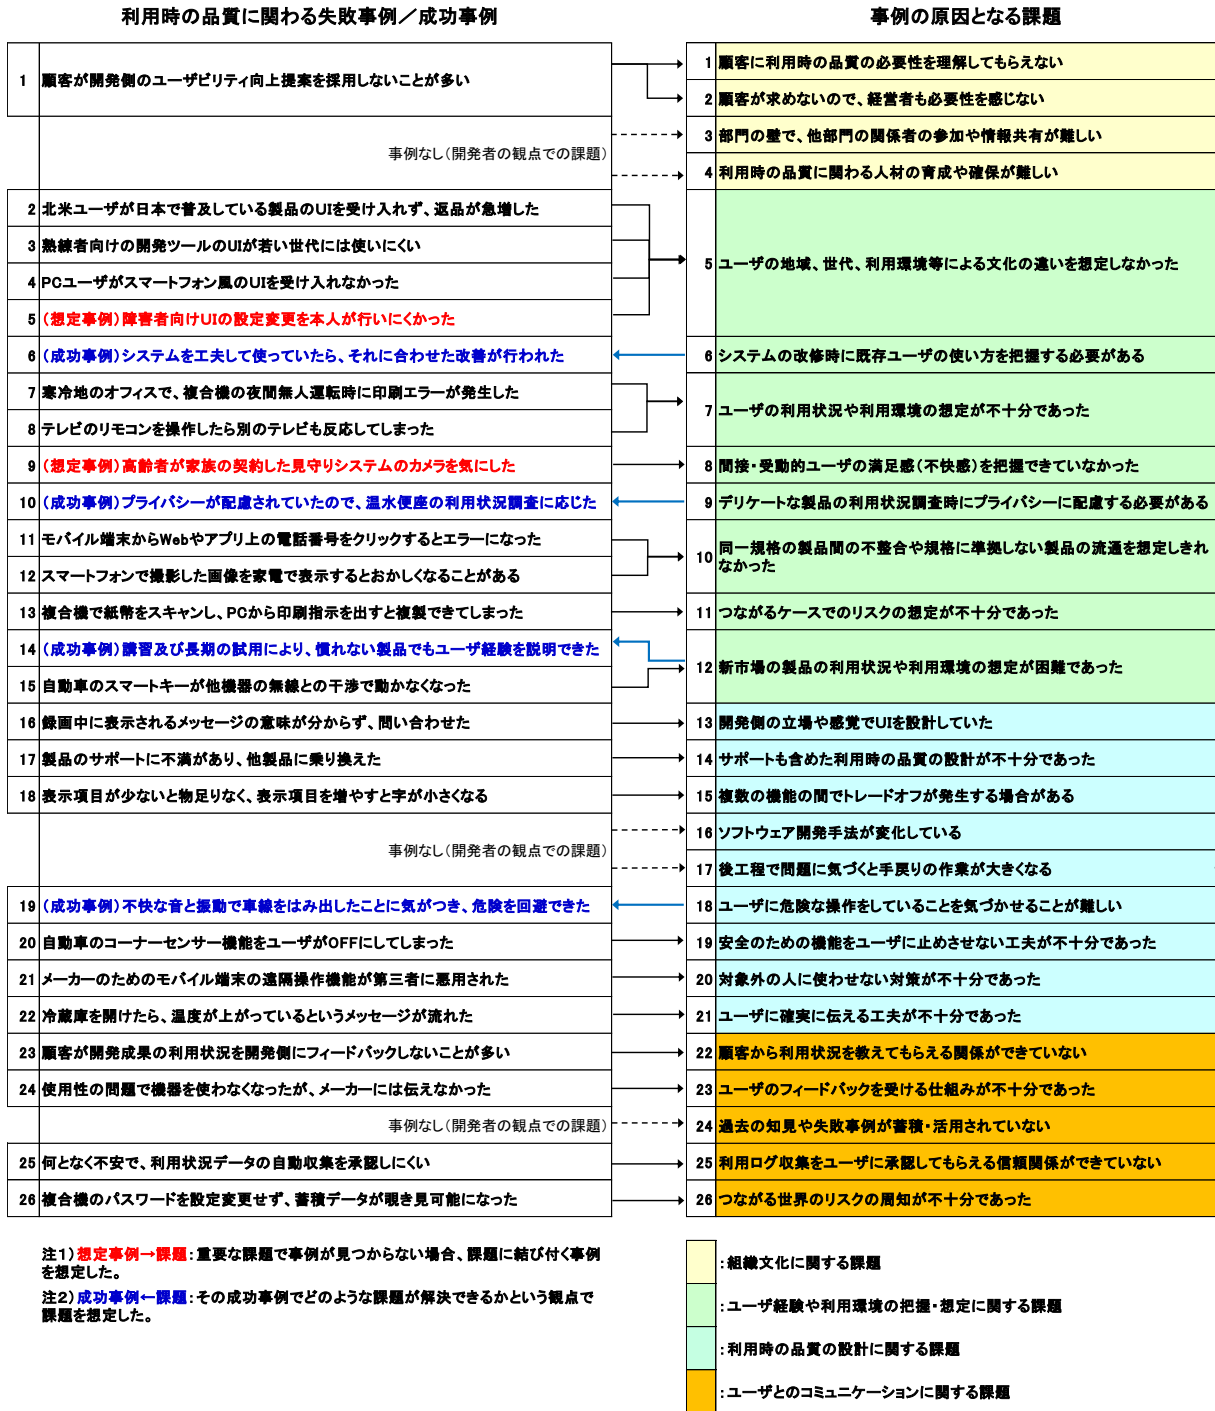 利用時の品質に関わる失敗事例／成功事例
事例の原因となる課題
1 顧客が開発側のユーザビリティ向上提案を採用しないことが多い
事例なし（開発者の観点での課題）
2 北米ユーザが日本で普及している製品のUIを受け入れず、返品が急増した
3 熟練者向けの開発ツールのUIが若い世代には使いにくい
4 PCユーザがスマートフォン風のUIを受け入れなかった
5 （想定事例）障害者向けUIの設定変更を本人が行いにくかった
6 （成功事例）システムを工夫して使っていたら、それに合わせた改善が行われた
7 寒冷地のオフィスで、複合機の夜間無人運転時に印刷エラーが発生した
8 テレビのリモコンを操作したら別のテレビも反応してしまった
9 （想定事例）高齢者が家族の契約した見守りシステムのカメラを気にした
10 （成功事例）プライバシーが配慮されていたので、温水便座の利用状況調査に応じた
11 モバイル端末からWebやアプリ上の電話番号をクリックするとエラーになった
12 スマートフォンで撮影した画像を家電で表示するとおかしくなることがある
13 複合機で紙幣をスキャンし、PCから印刷指示を出すと複製できてしまった
14 （成功事例）講習及び長期の試用により、慣れない製品でもユーザ経験を説明できた
15 自動車のスマートキーが他機器の無線との干渉で動かなくなった
16 録画中に表示されるメッセージの意味が分からず、問い合わせた
17 製品のサポートに不満があり、他製品に乗り換えた
18 表示項目が少ないと物足りなく、表示項目を増やすと字が小さくなる
事例なし（開発者の観点での課題）
19 （成功事例）不快な音と振動で車線をはみ出したことに気がつき、危険を回避できた
20 自動車のコーナーセンサー機能をユーザがOFFにしてしまった
21 メーカーのためのモバイル端末の遠隔操作機能が第三者に悪用された
22 冷蔵庫を開けたら、温度が上がっているというメッセージが流れた
23 顧客が開発成果の利用状況を開発側にフィードバックしないことが多い
24 使用性の問題で機器を使わなくなったが、メーカーには伝えなかった
事例なし（開発者の観点での課題）
25 何となく不安で、利用状況データの自動収集を承認しにくい
26 複合機のパスワードを設定変更せず、蓄積データが覗き見可能になった
1 顧客に利用時の品質の必要性を理解してもらえない
2 顧客が求めないので、経営者も必要性を感じない
3 部門の壁で、他部門の関係者の参加や情報共有が難しい
4 利用時の品質に関わる人材の育成や確保が難しい
5 ユーザの地域、世代、利用環境等による文化の違いを想定しなかった
6 システムの改修時に既存ユーザの使い方を把握する必要がある
7 ユーザの利用状況や利用環境の想定が不十分であった
8 間接・受動的ユーザの満足感（不快感）を把握できていなかった
9 デリケートな製品の利用状況調査時にプライバシーに配慮する必要がある
10 同一規格の製品間の不整合や規格に準拠しない製品の流通を想定しきれ
なかった
11 つながるケースでのリスクの想定が不十分であった
12 新市場の製品の利用状況や利用環境の想定が困難であった
13 開発側の立場や感覚でUIを設計していた
14 サポートも含めた利用時の品質の設計が不十分であった
15 複数の機能の間でトレードオフが発生する場合がある
16 ソフトウェア開発手法が変化している
17 後工程で問題に気づくと手戻りの作業が大きくなる
18 ユーザに危険な操作をしていることを気づかせることが難しい
19 安全のための機能をユーザに止めさせない工夫が不十分であった
20 対象外の人に使わせない対策が不十分であった
21 ユーザに確実に伝える工夫が不十分であった
22 顧客から利用状況を教えてもらえる関係ができていない
23 ユーザのフィードバックを受ける仕組みが不十分であった
24 過去の知見や失敗事例が蓄積・活用されていない
25 利用ログ収集をユーザに承認してもらえる信頼関係ができていない
26 つながる世界のリスクの周知が不十分であった
注1）想定事例→課題：重要な課題で事例が見つからない場合、課題に結び付く事例
を想定した。
注2）成功事例←課題：その成功事例でどのような課題が解決できるかという観点で
課題を想定した。
：組織文化に関する課題
：ユーザ経験や利用環境の把握・想定に関する課題
：利用時の品質の設計に関する課題
：ユーザとのコミュニケーションに関する課題